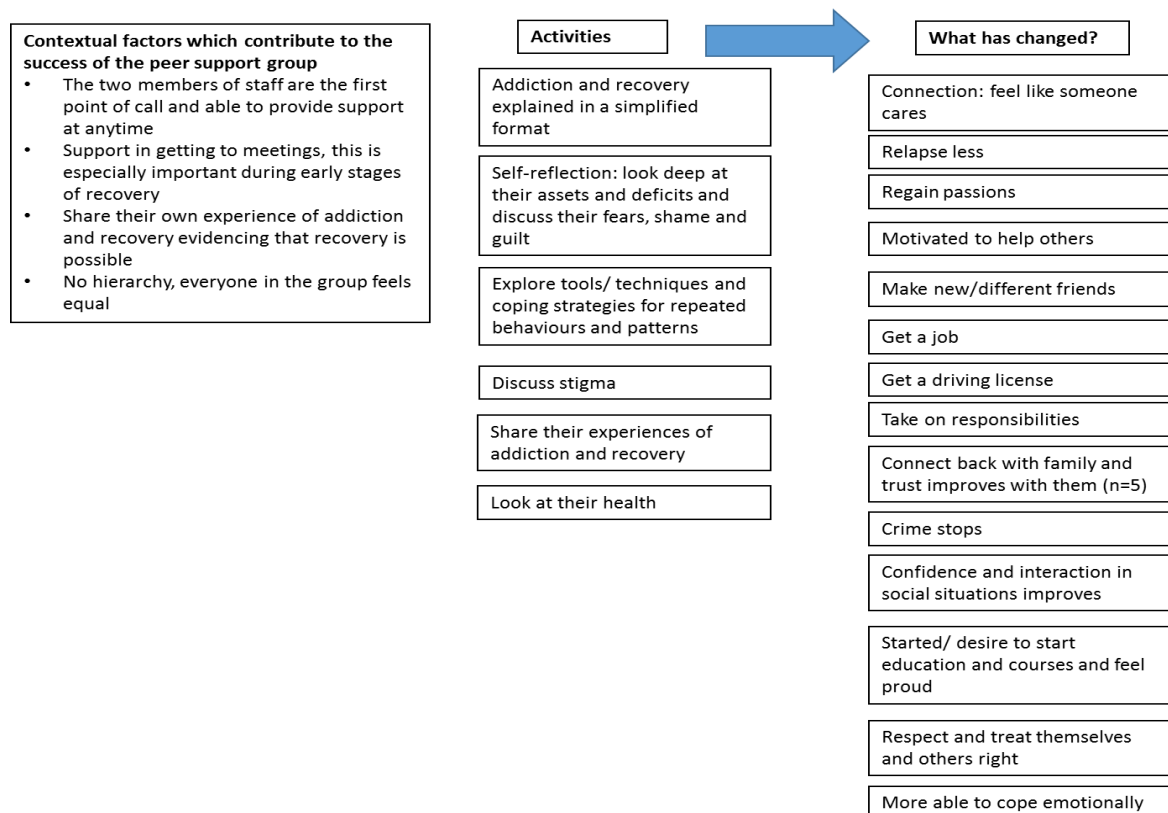 Contextual factors which contribute to the
success of the peer support group
• The two members of staff are the first
point of call and able to provide support
at anytime
• Support in getting to meetings, this is
especially important during early stages
of recovery
• Share their own experience of addiction
and recovery evidencing that recovery is
possible
• No hierarchy, everyone in the group feels
equal
Activities
Addiction and recovery
explained in a simplified
format
Self-reflection: look deep at
their assets and deficits and
discuss their fears, shame and
guilt
Explore tools/ techniques and
coping strategies for repeated
behaviours and patterns
Discuss stigma
Share their experiences of
addiction and recovery
Look at their health
What has changed?
Connection: feel like someone
cares
Relapse less
Regain passions
Motivated to help others
Make new/different friends
Get a job
Get a driving license
Take on responsibilities
Connect back with family and
trust improves with them (n=5)
Crime stops
Confidence and interaction in
social situations improves
Started/ desire to start
education and courses and feel
proud
Respect and treat themselves
and others right
More able to cope emotionally